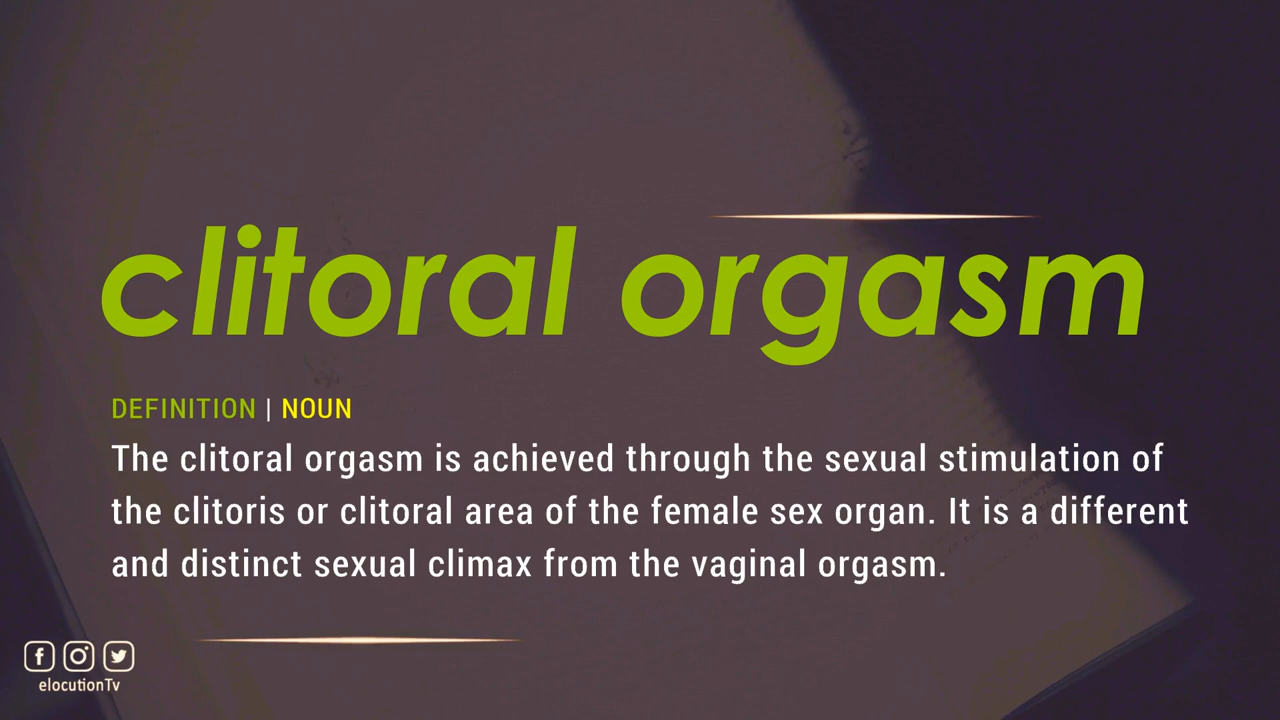 clitoral orgasm
DEFINITION | NOUN
The clitoral orgasm is achieved through the sexual stimulation of
the clitoris or clitoral area of the female sex organ. It is a different
and distinct sexual climax from the vaginal orgasm.
elocutionTv